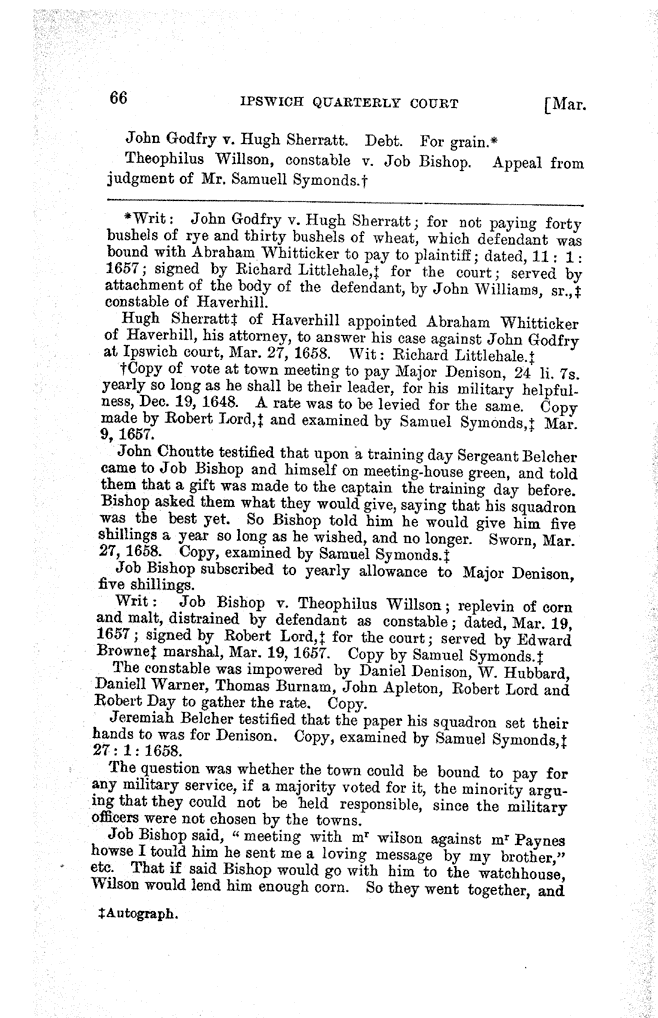 66
IPSWICH QUARTERLY COURT
[Mar.
John Godfry v. Hugh Sherratt. Debt. For grain.*
Theophilus Willson, constable v. Job Bishop. Appeal from
judgment of Mr. Samuell Symonds.†
*Writ: John Godfry v. Hugh Sherratt; for not paying forty
bushels of rye and thirty bushels of wheat, which defendant was
bound with Abraham Whitticker to pay to plaintiff; dated, 11: 1:
1657; signed by Richard Littlehale,‡ for the court; served by
attachment of the body of the defendant, by John Williams, sr.,‡
constable of Haverhill.
Hugh Sherratt‡ of Haverhill appointed Abraham Whitticker
of Haverhill, his attorney, to answer his case against John Godfry
at Ipswich court, Mar. 27, 1658. Wit: Richard Littlehale.‡
†Copy of vote at town meeting to pay Major Denison, 24 li. 7s.
yearly so long as he shall be their leader, for his military helpful-
ness, Dec. 19, 1648. A rate was to be levied for the same. Copy
made by Robert Lord,‡ and examined by Samuel Symonds,‡ Mar.
9, 1657.
John Choutte testified that upon a training day Sergeant Belcher
came to Job Bishop and himself on meeting-house green, and told
them that a gift was made to the captain the training day before.
Bishop asked them what they would give, saying that his squadron
was the best yet. So Bishop told him he would give him five
shillings a year so long as he wished, and no longer. Sworn, Mar.
27, 1658. Copy, examined by Samuel Symonds.‡
Job Bishop subscribed to yearly allowance to Major Denison,
five shillings.
Writ: Job Bishop v. Theophilus Willson; replevin of corn
and malt, distrained by defendant as constable; dated, Mar. 19,
1657; signed by Robert Lord,‡ for the court; served by Edward
Browne‡ marshal, Mar. 19, 1657. Copy by Samuel Symonds.‡
The constable was impowered by Daniel Denison, W. Hubbard,
Daniell Warner, Thomas Burnam, John Apleton, Robert Lord and
Robert Day to gather the rate. Copy.
Jeremiah Belcher testified that the paper his squadron set their
hands to was for Denison. Copy, examined by Samuel Symonds,‡
27: 1: 1658.
The question was whether the town could be bound to pay for
any military service, if a majority voted for it, the minority argu-
ing that they could not be held responsible, since the military
officers were not chosen by the towns.
Job Bishop said, "meeting with mʳ wilson against mʳ Paynes
howse I tould him he sent me a loving message by my brother,"
etc. That if said Bishop would go with him to the watchhouse,
Wilson would lend him enough corn. So they went together, and
‡Autograph.